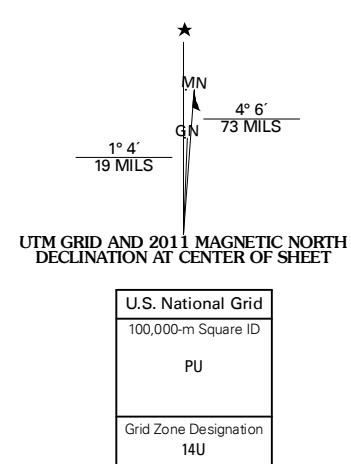 ★
MN
GN
4° 6´
73 MILS
1° 4´
19 MILS
UTM GRID AND 2011 MAGNETIC NORTH
DECLINATION AT CENTER OF SHEET
U.S. National Grid
100,000-m Square ID
PU
Grid Zone Designation
14U